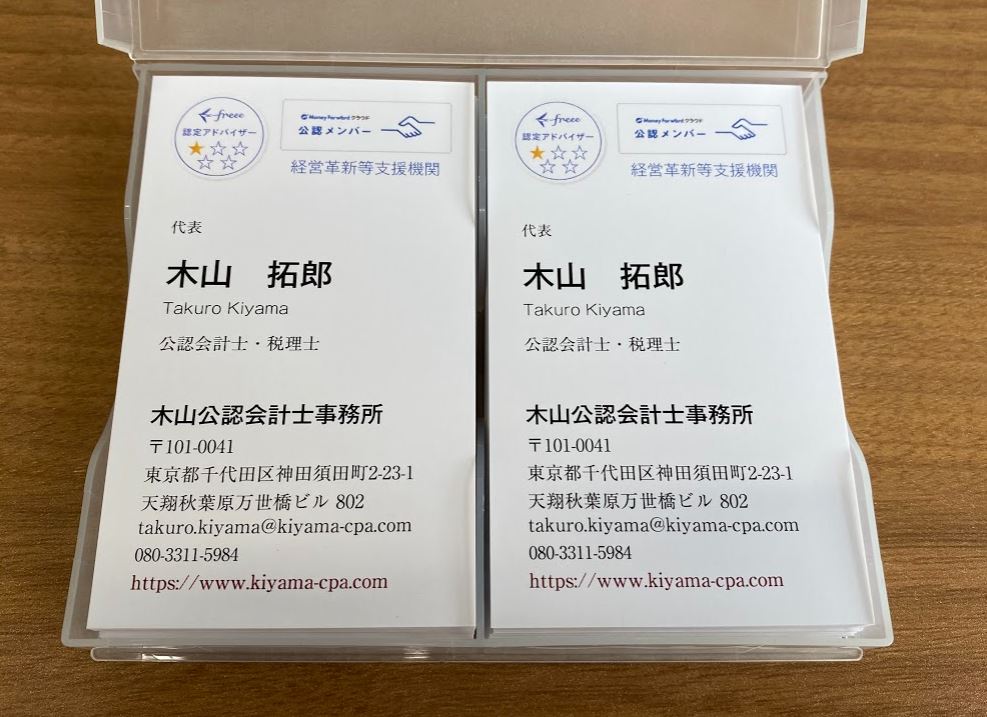 freee
認定アドバイザー
Money Forward クラウド
公認メンバー
経営革新等支援機関
代表
木山 拓郎
Takuro Kiyama
公認会計士・税理士
木山公認会計士事務所
〒101-0041
東京都千代田区神田須田町2-23-1
天翔秋葉原万世橋ビル 802
takuro.kiyama@kiyama-cpa.com
080-3311-5984
https://www.kiyama-cpa.com
freee
認定アドバイザー
Money Forward クラウド
公認メンバー
経営革新等支援機関
代表
木山 拓郎
Takuro Kiyama
公認会計士・税理士
木山公認会計士事務所
〒101-0041
東京都千代田区神田須田町2-23-1
天翔秋葉原万世橋ビル 802
takuro.kiyama@kiyama-cpa.com
080-3311-5984
https://www.kiyama-cpa.com